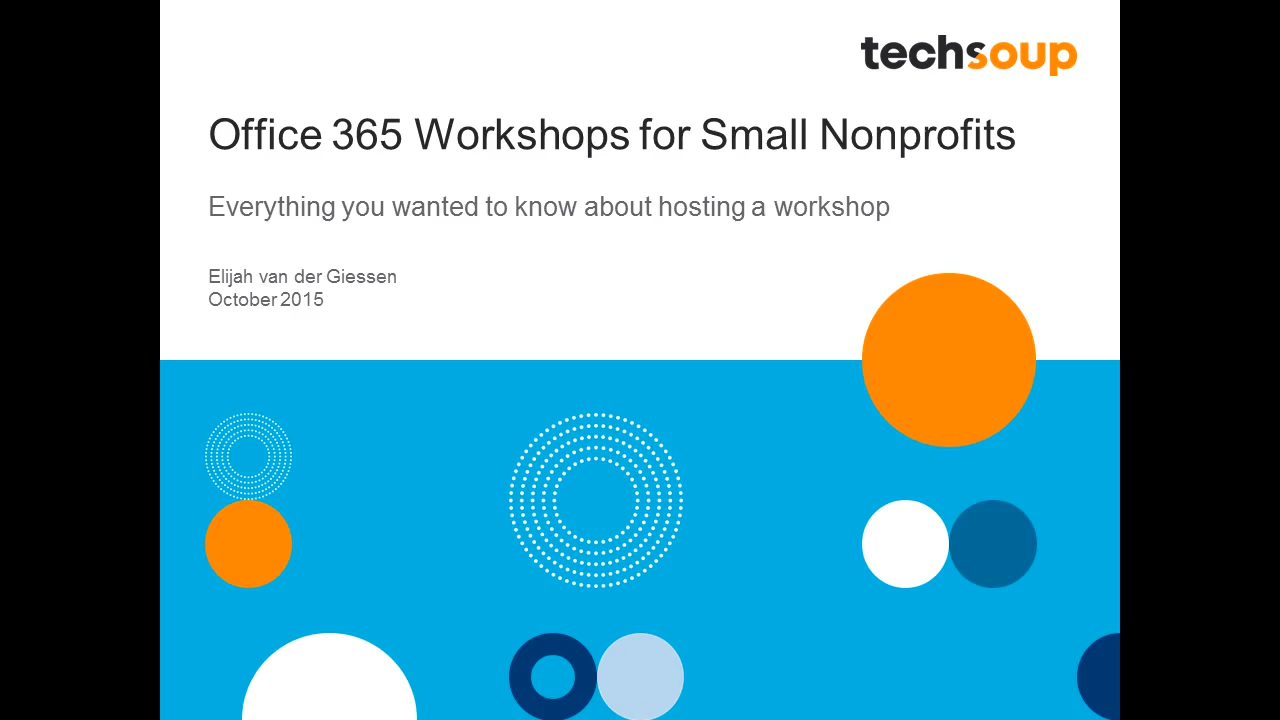 techsoup
Office 365 Workshops for Small Nonprofits
Everything you wanted to know about hosting a workshop
Elijah van der Giessen
October 2015